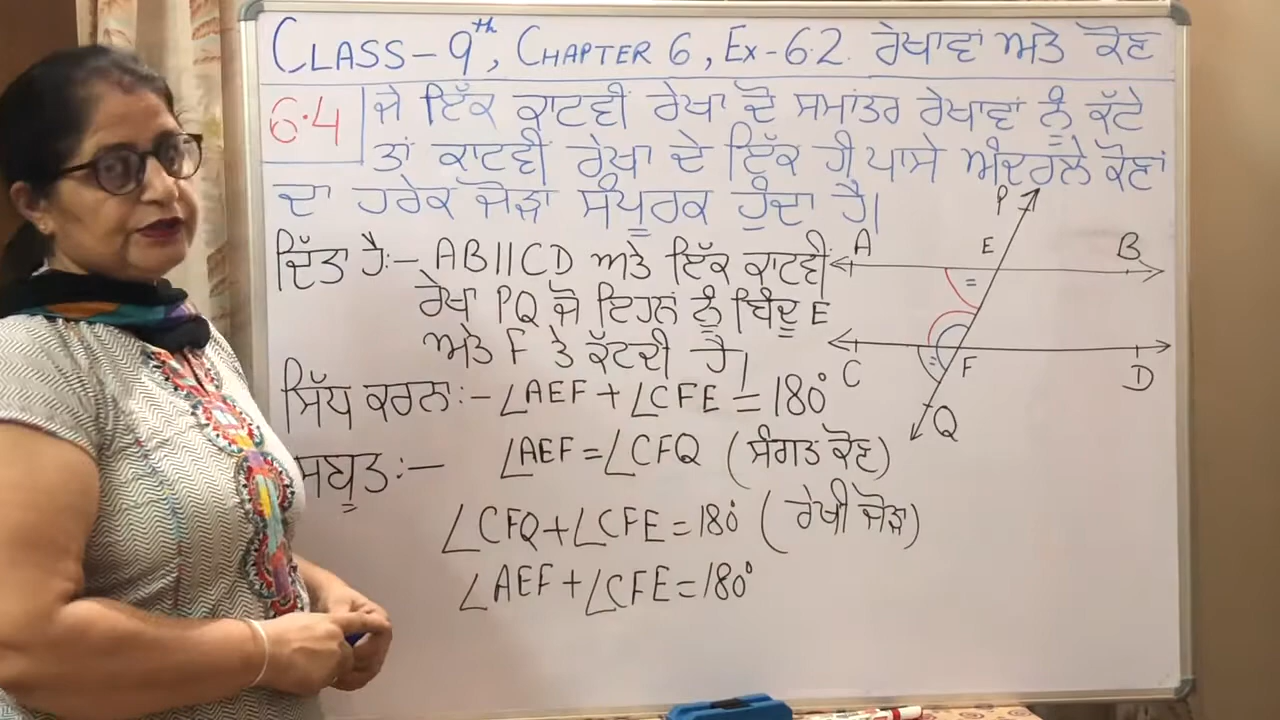 CLASS-9th, CHAPTER 6, EX-6.2. ਰੇਖਾਵਾਂ ਅਤੇ ਕੋਣ
6.4 ਜੇ ਇੱਕ ਕਾਟਵੀਂ ਰੇਖਾ ਦੋ ਸਮਾਂਤਰ ਰੇਖਾਵਾਂ ਨੂੰ ਕੱਟੇ
ਤਾਂ ਕਾਟਵੀਂ ਰੇਖਾ ਦੇ ਇੱਕ ਹੀ ਪਾਸੇ ਅੰਦਰਲੇ ਕੋਣਾਂ
ਦਾ ਹਰੇਕ ਜੋੜਾ ਸੰਪੂਰਕ ਹੁੰਦਾ ਹੈ।
ਦਿੱਤਾ ਹੈ:- AB||CD ਅਤੇ ਇੱਕ ਕਾਟਵੀਂ
ਰੇਖਾ PQ ਜੋ ਇਹਨਾਂ ਨੂੰ ਬਿੰਦੂ E
ਅਤੇ F ਤੇ ਕੱਟਦੀ ਹੈ।
ਸਿੱਧ ਕਰਨਾ:- ∠AEF + ∠CFE = 180°
ਸਬੂਤ:- ∠AEF = ∠CFQ (ਸੰਗਤ ਕੋਣ)
∠CFQ + ∠CFE = 180° (ਰੇਖੀ ਜੋੜਾ)
∠AEF + ∠CFE = 180°
P
A E B
=
=
C F D
Q